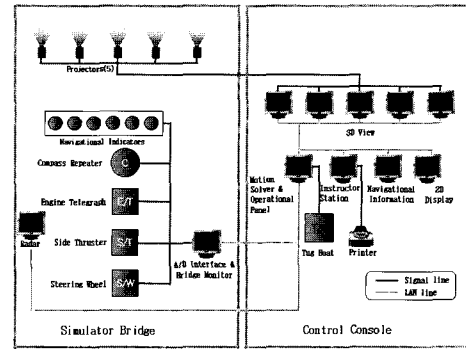 Projectors(5)
3D View
Navigational Indicators
Compass Repeater
C
Engine Telegraph
E/T
Side Thruster
S/T
Steering Wheel
S/W
Radar
A/D Interface &
Bridge Monitor
Motion
Solver &
Operational
Panel
Instructor
Station
Navigational
Information
2D
Display
Tug Boat
Printer
Signal line
LAN line
Simulator Bridge
Control Console